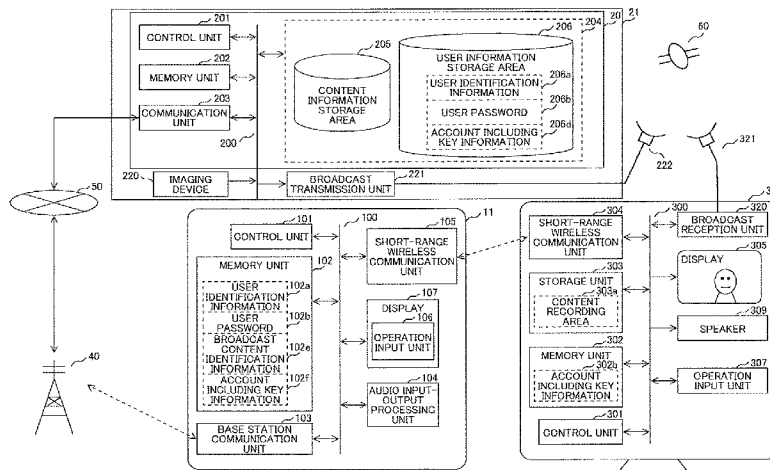 201
CONTROL UNIT
202
MEMORY UNIT
203
COMMUNICATION UNIT
200
205
CONTENT INFORMATION STORAGE AREA
206
204
20
21
USER INFORMATION STORAGE AREA
206a
USER IDENTIFICATION INFORMATION
206b
USER PASSWORD
206d
ACCOUNT INCLUDING KEY INFORMATION
60
220
IMAGING DEVICE
BROADCAST TRANSMISSION UNIT
221
222
321
50
40
11
101
CONTROL UNIT
100
105
SHORT-RANGE WIRELESS COMMUNICATION UNIT
MEMORY UNIT
102
USER IDENTIFICATION INFORMATION
102a
USER PASSWORD
102b
BROADCAST CONTENT IDENTIFICATION INFORMATION
102e
ACCOUNT INCLUDING KEY INFORMATION
102f
107
DISPLAY
106
OPERATION INPUT UNIT
AUDIO INPUT-OUTPUT PROCESSING UNIT
104
103
BASE STATION COMMUNICATION UNIT
3
304
SHORT-RANGE WIRELESS COMMUNICATION UNIT
300
320
BROADCAST RECEPTION UNIT
303
STORAGE UNIT
303a
CONTENT RECORDING AREA
305
DISPLAY
309
SPEAKER
302
MEMORY UNIT
302b
ACCOUNT INCLUDING KEY INFORMATION
307
OPERATION INPUT UNIT
301
CONTROL UNIT